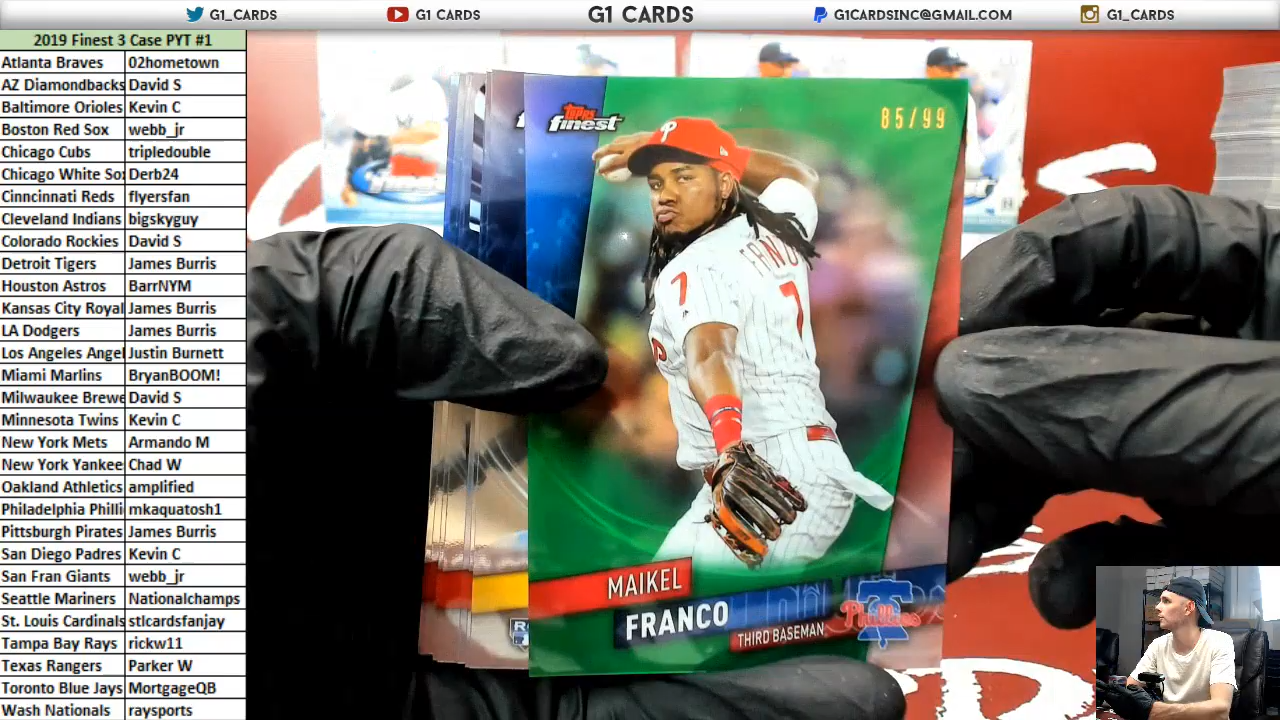 G1_CARDS G1 CARDS G1 CARDS G1CARDSINC@GMAIL.COM G1_CARDS
2019 Finest 3 Case PYT #1
Atlanta Braves 02hometown
AZ Diamondbacks David S
Baltimore Orioles Kevin C
Boston Red Sox webb_jr
Chicago Cubs tripledouble
Chicago White Sox Derb24
Cinncinnati Reds flyersfan
Cleveland Indians bigskyguy
Colorado Rockies David S
Detroit Tigers James Burris
Houston Astros BarrNYM
Kansas City Royal James Burris
LA Dodgers James Burris
Los Angeles Angel Justin Burnett
Miami Marlins BryanBOOM!
Milwaukee Brewe David S
Minnesota Twins Kevin C
New York Mets Armando M
New York Yankee Chad W
Oakland Athletics amplified
Philadelphia Philli mkaquatosh1
Pittsburgh Pirates James Burris
San Diego Padres Kevin C
San Fran Giants webb_jr
Seattle Mariners Nationalchamps
St. Louis Cardinals stlcardsfanjay
Tampa Bay Rays rickw11
Texas Rangers Parker W
Toronto Blue Jays MortgageQB
Wash Nationals raysports
TOPPS
finest
85/99
P
7
7
MAIKEL
FRANCO
THIRD BASEMAN
Phillies